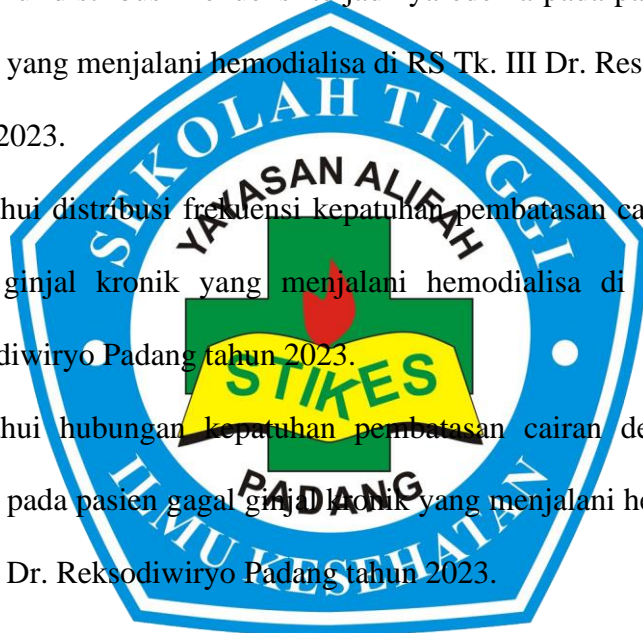 yang menjalani hemodialisa di RS Tk. III Dr. Res
2023.
hui distribusi frekuensi kepatuhan pembatasan ca
ginjal kronik yang menjalani hemodialisa di
diwiryo Padang tahun 2023.
hui hubungan kepatuhan pembatasan cairan de
pada pasien gagal ginjal kronik yang menjalani he
Dr. Reksodiwiryo Padang tahun 2023.
SEKOLAH TINGGI
YAYASAN ALIFAH
STIKES
PADANG
ILMU KESEHATAN